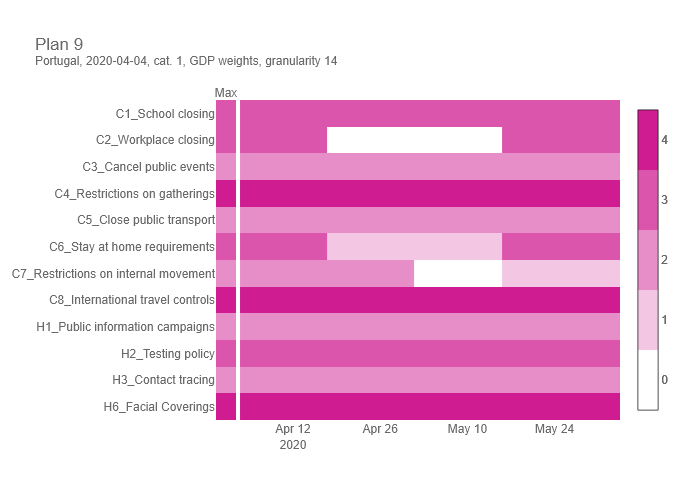 Plan 9
Portugal, 2020-04-04, cat. 1, GDP weights, granularity 14
Max
C1_School closing
C2_Workplace closing
C3_Cancel public events
C4_Restrictions on gatherings
C5_Close public transport
C6_Stay at home requirements
C7_Restrictions on internal movement
C8_International travel controls
H1_Public information campaigns
H2_Testing policy
H3_Contact tracing
H6_Facial Coverings
Apr 12
2020
Apr 26
May 10
May 24
4
3
2
1
0